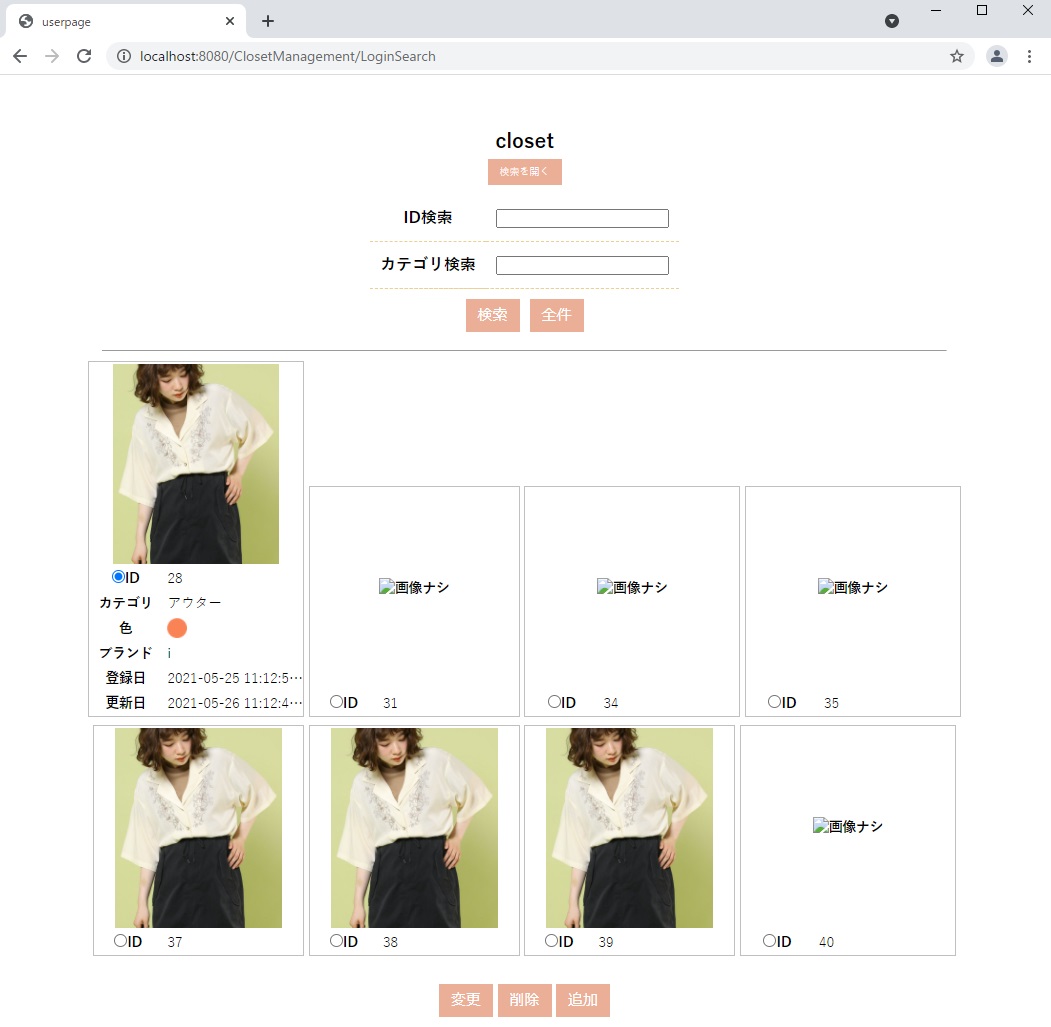 userpage
localhost:8080/ClosetManagement/LoginSearch
closet
検索を開く
ID検索
カテゴリ検索
検索 全件
ID 28
カテゴリ アウター
色
ブランド i
登録日 2021-05-25 11:12:5…
更新日 2021-05-26 11:12:4…
画像ナシ
ID 31
画像ナシ
ID 34
画像ナシ
ID 35
ID 37
ID 38
ID 39
画像ナシ
ID 40
変更 削除 追加